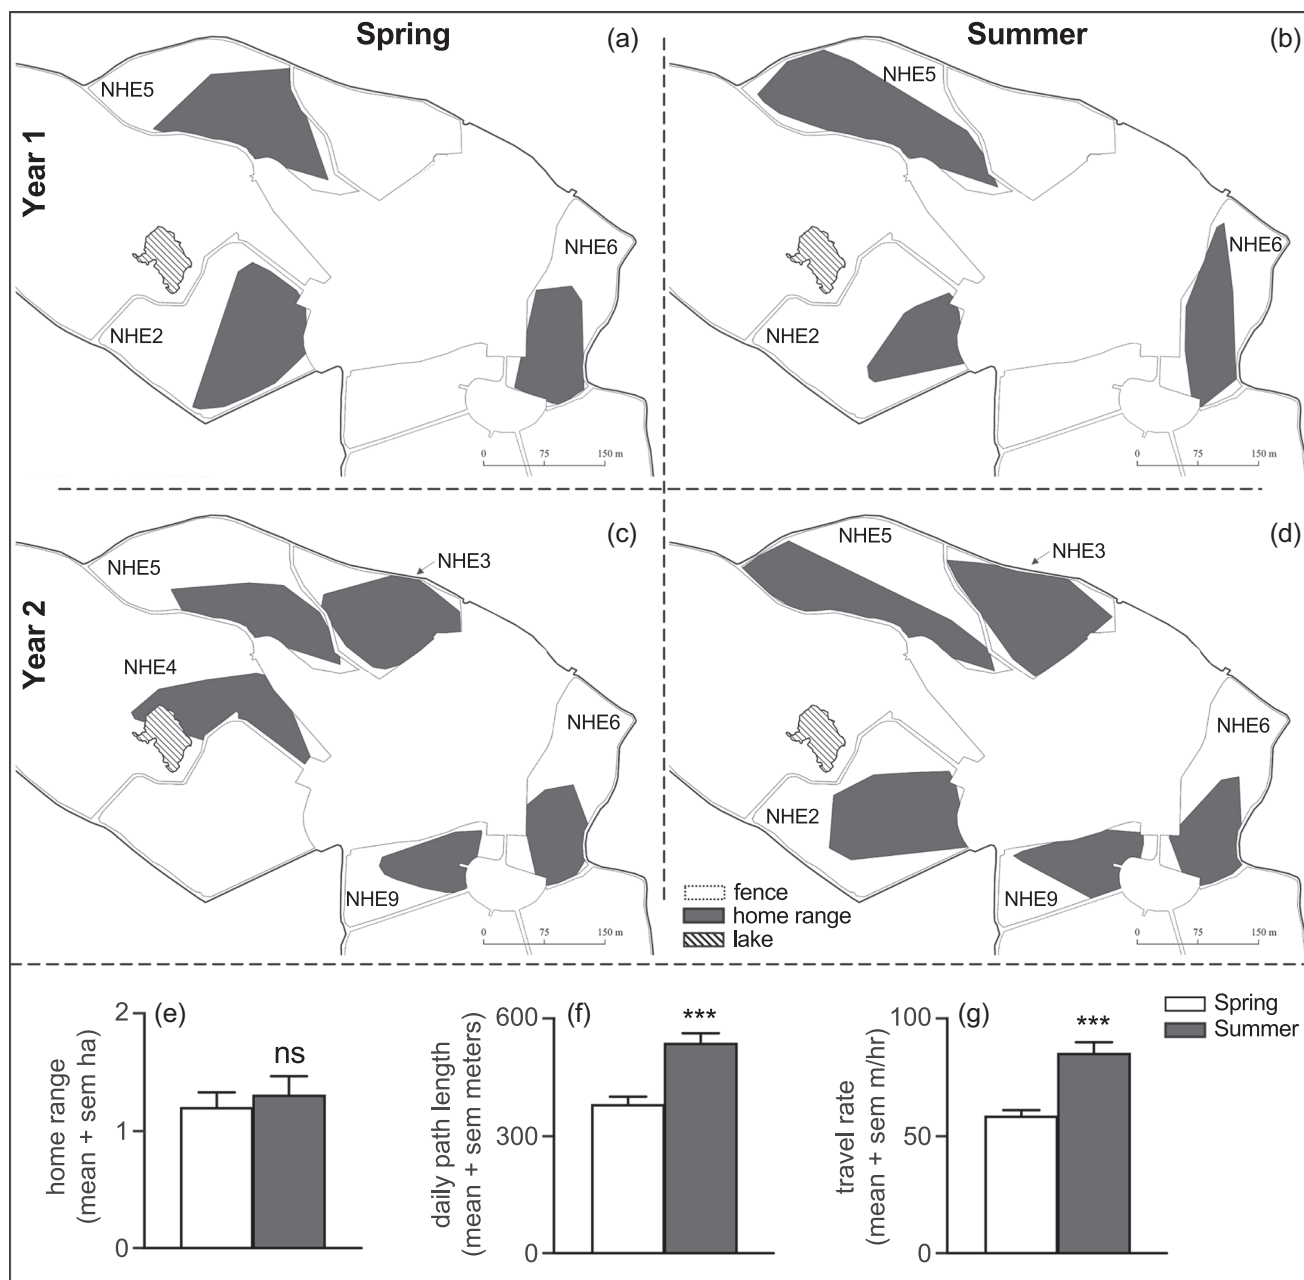 Spring
Summer
(a)
(b)
Year 1
NHE5
NHE6
NHE2
0 75 150 m
NHE5
NHE6
NHE2
0 75 150 m
Year 2
(c)
(d)
NHE5
NHE3
NHE4
NHE6
NHE9
0 75 150 m
NHE5
NHE3
NHE6
NHE2
NHE9
0 75 150 m
fence
home range
lake
(e)
home range
(mean + sem ha)
2
1
0
ns
(f)
daily path length
(mean + sem meters)
600
300
0
***
(g)
travel rate
(mean + sem m/hr)
100
50
0
***
Spring
Summer